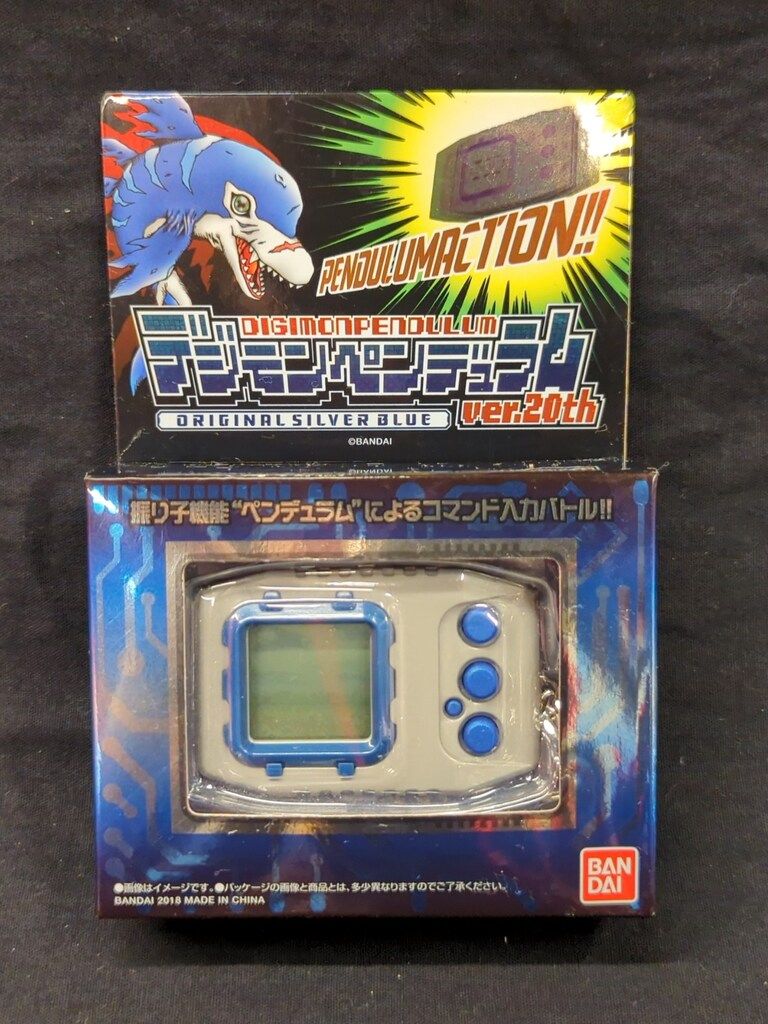 PENDULUMACTION!!
DIGIMONPENDULUM
デジモンペンデュラム
ORIGINAL SILVER BLUE
ver.20th
©BANDAI
©BANDAI
振り子機能“ペンデュラム”によるコマンド入力バトル!!
●画像はイメージです。●パッケージの画像と商品とは、多少異なりますのでご了承ください。
BANDAI 2018 MADE IN CHINA
BAN
DAI